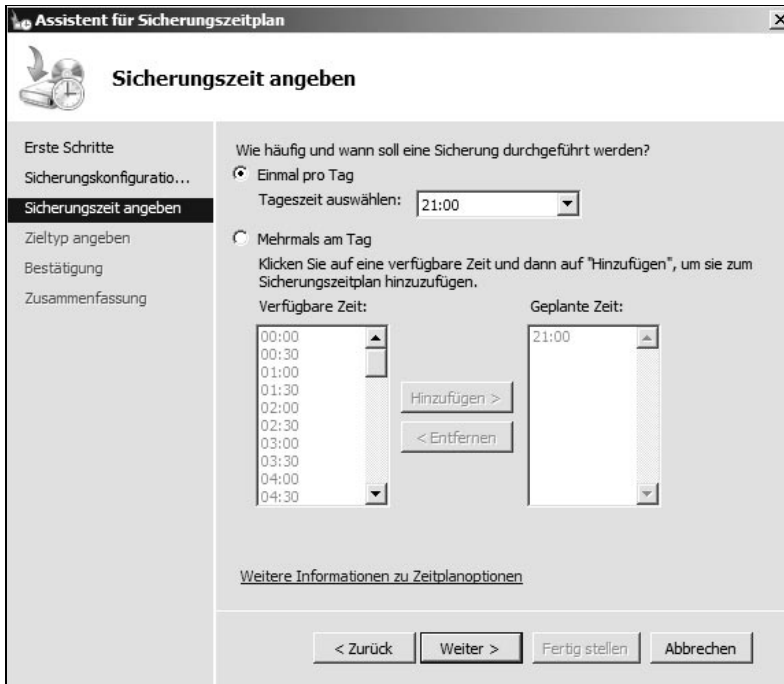 Assistent für Sicherungszeitplan
Sicherungszeit angeben
Erste Schritte
Sicherungskonfiguratio...
Sicherungszeit angeben
Zieltyp angeben
Bestätigung
Zusammenfassung
Wie häufig und wann soll eine Sicherung durchgeführt werden?
Einmal pro Tag
Tageszeit auswählen: 21:00
Mehrmals am Tag
Klicken Sie auf eine verfügbare Zeit und dann auf "Hinzufügen", um sie zum
Sicherungszeitplan hinzuzufügen.
Verfügbare Zeit:
00:00
00:30
01:00
01:30
02:00
02:30
03:00
03:30
04:00
04:30
Hinzufügen >
< Entfernen
Geplante Zeit:
21:00
Weitere Informationen zu Zeitplanoptionen
< Zurück Weiter > Fertig stellen Abbrechen